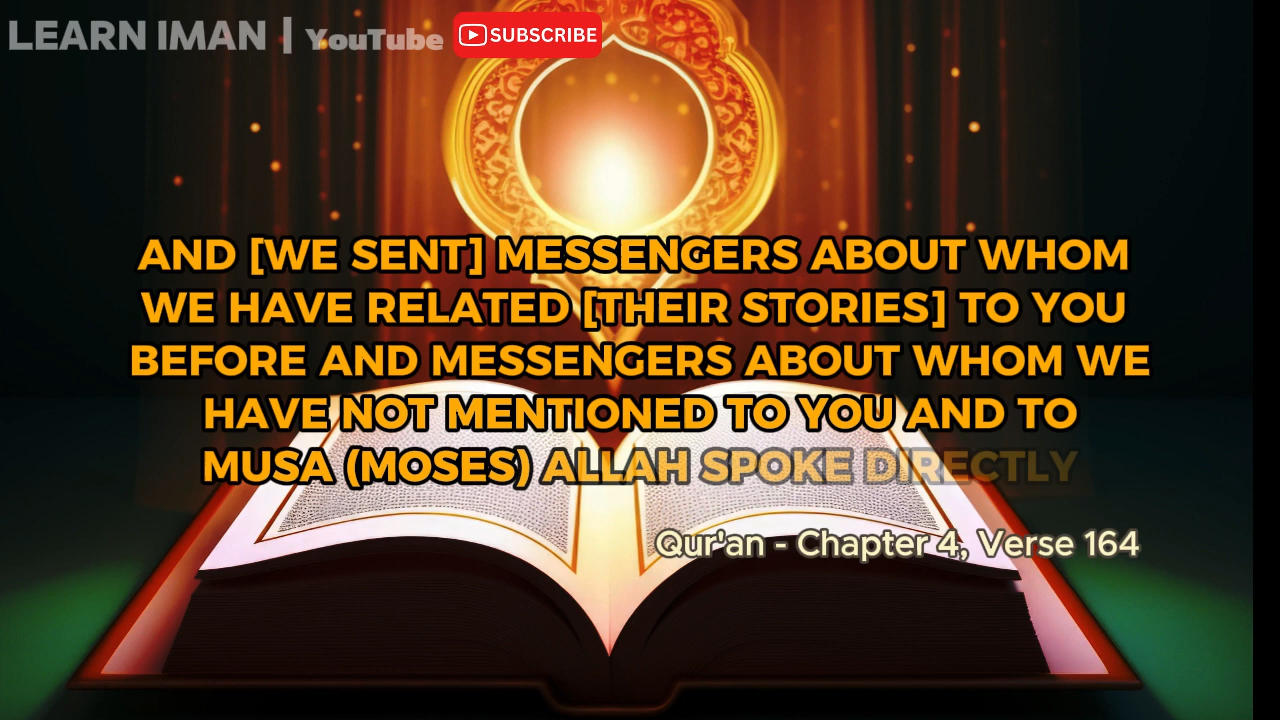 LEARN IMAN | YouTube SUBSCRIBE
AND [WE SENT] MESSENGERS ABOUT WHOM
WE HAVE RELATED [THEIR STORIES] TO YOU
BEFORE AND MESSENGERS ABOUT WHOM WE
HAVE NOT MENTIONED TO YOU AND TO
MUSA (MOSES) ALLAH SPOKE DIRECTLY
Qur'an - Chapter 4, Verse 164